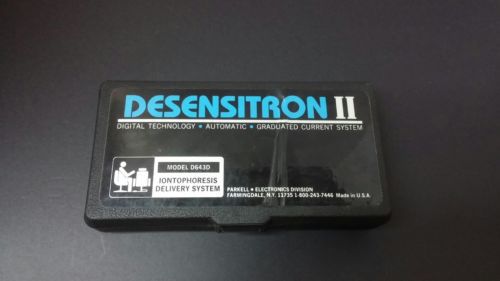 DESENSITRON II
DIGITAL TECHNOLOGY • AUTOMATIC • GRADUATED CURRENT SYSTEM
MODEL D643D
IONTOPHORESIS
DELIVERY SYSTEM
PARKELL • ELECTRONICS DIVISION
FARMINGDALE, N.Y. 11735 1-800-243-7446 Made in U.S.A.